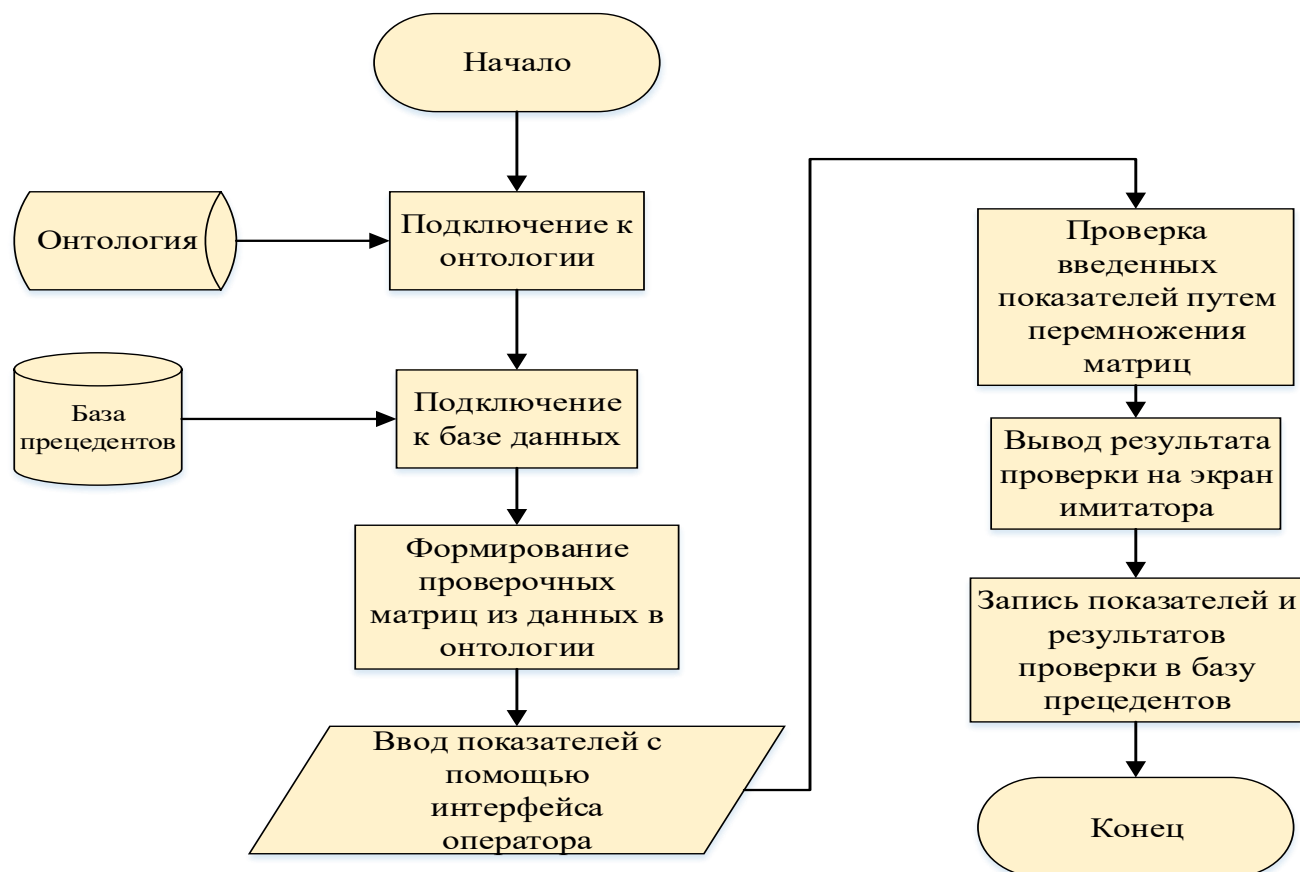 Начало
Онтология
Подключение к
онтологии
База
прецедентов
Подключение
к базе данных
Формирование
проверочных
матриц из данных в
онтологии
Ввод показателей с
помощью
интерфейса
оператора
Проверка
введенных
показателей путем
перемножения
матриц
Вывод результата
проверки на экран
имитатора
Запись показателей и
результатов
проверки в базу
прецедентов
Конец